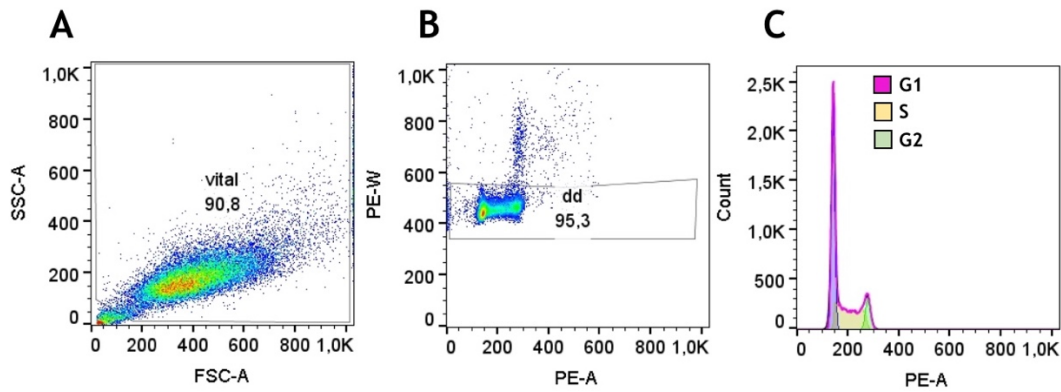 A
1,0K
800
600
400
200
0
SSC-A
vital
90,8
0 200 400 600 800 1,0K
FSC-A
B
1,0K
800
600
400
200
0
PE-W
dd
95,3
0 200 400 600 800 1,0K
PE-A
C
2,5K
2,0K
1,5K
1,0K
500
0
Count
G1
S
G2
0 200 400 600 800 1,0K
PE-A